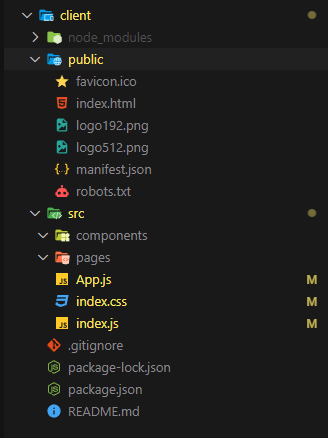 client
node_modules
public
favicon.ico
index.html
logo192.png
logo512.png
manifest.json
robots.txt
src
components
pages
App.js M
index.css M
index.js M
.gitignore
package-lock.json
package.json
README.md